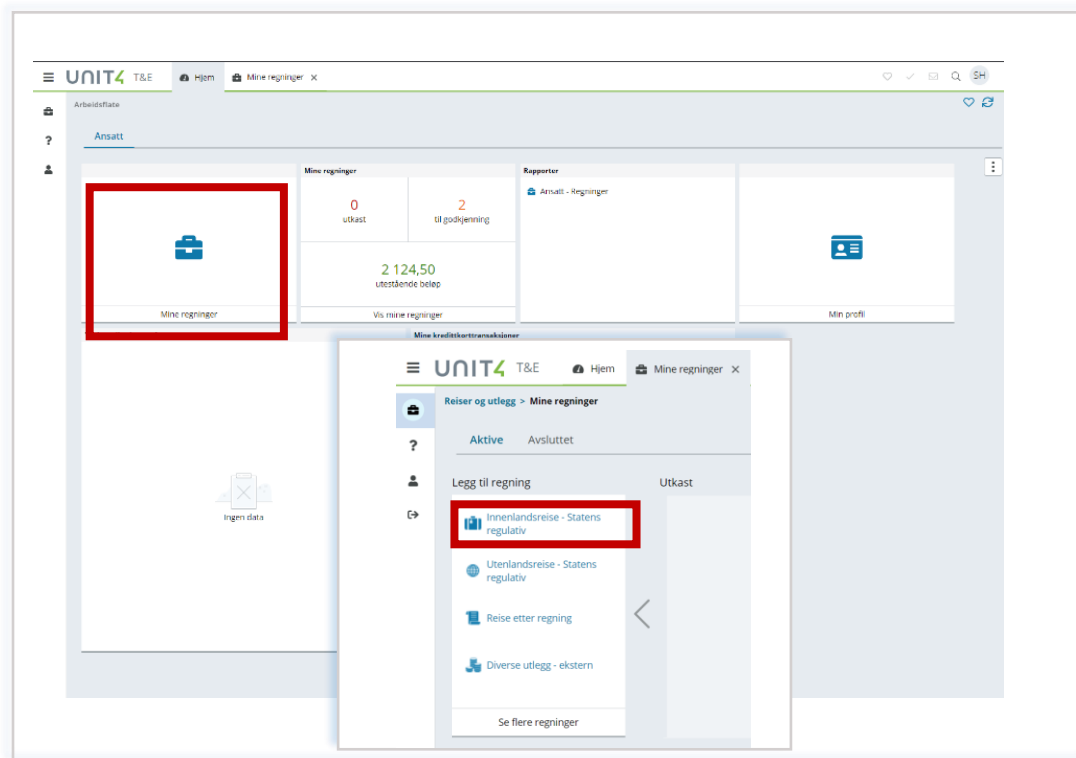 UNIT4 T&E Hjem Mine regninger
SH
Arbeidsflate
Ansatt
Mine regninger
Mine regninger
0
utkast
2
til godkjenning
2 124,50
utestående beløp
Vis mine regninger
Rapporter
Ansatt - Regninger
Min profil
Mine kredittkorttransaksjoner
Ingen data
UNIT4 T&E Hjem Mine regninger
Reiser og utlegg > Mine regninger
Aktive Avsluttet
Legg til regning
Utkast
Innenlandsreise - Statens
regulativ
Utenlandsreise - Statens
regulativ
Reise etter regning
Diverse utlegg - ekstern
Se flere regninger